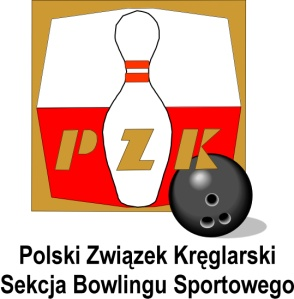 PZK
Polski Związek Kręglarski
Sekcja Bowlingu Sportowego